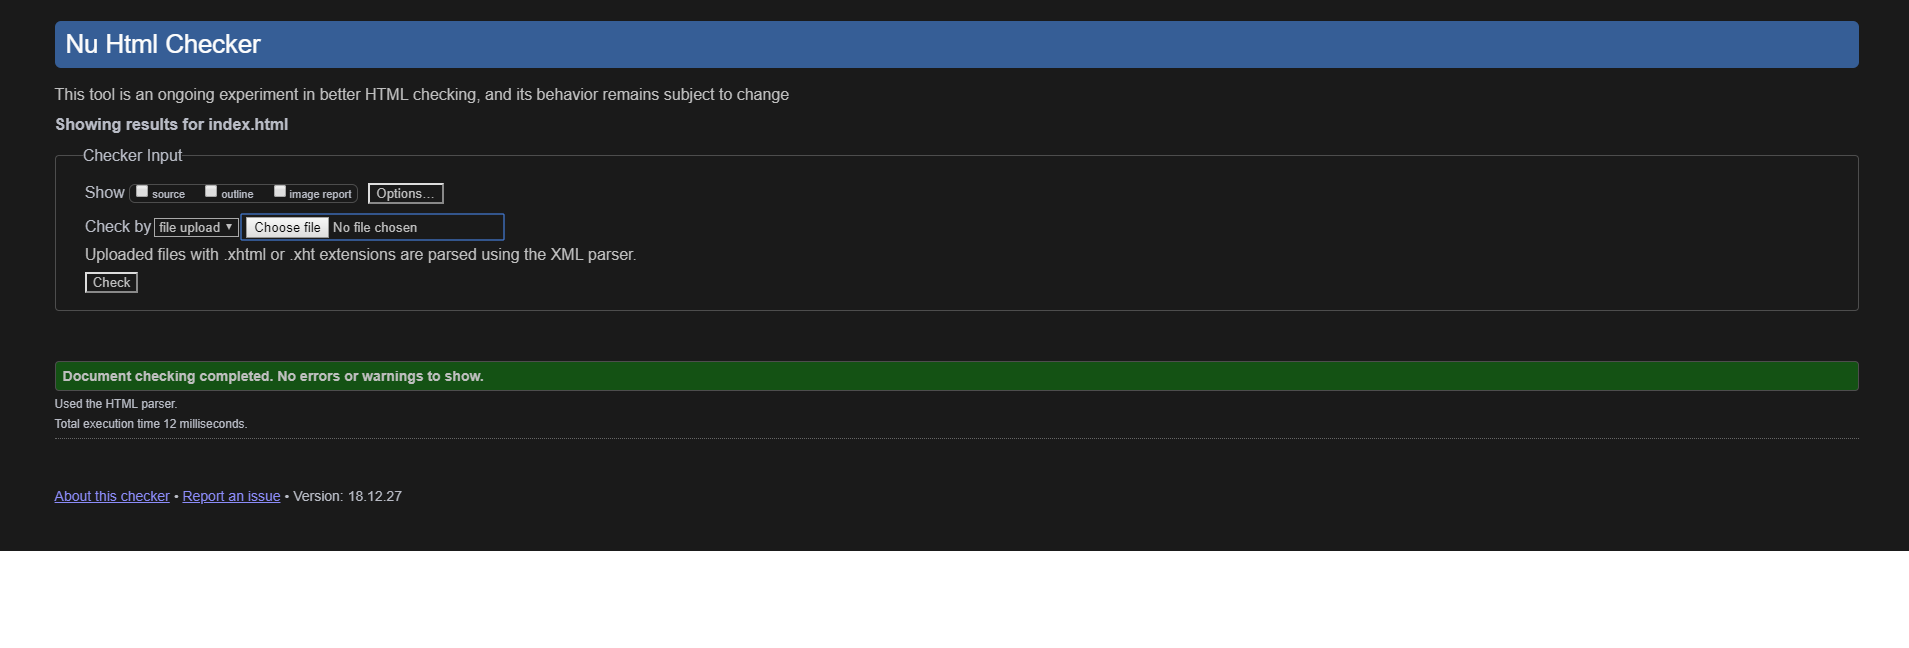 Nu Html Checker
This tool is an ongoing experiment in better HTML checking, and its behavior remains subject to change
Showing results for index.html
Checker Input
Show source outline image report Options...
Check by file upload ▾ Choose file No file chosen
Uploaded files with .xhtml or .xht extensions are parsed using the XML parser.
Check
Document checking completed. No errors or warnings to show.
Used the HTML parser.
Total execution time 12 milliseconds.
About this checker • Report an issue • Version: 18.12.27